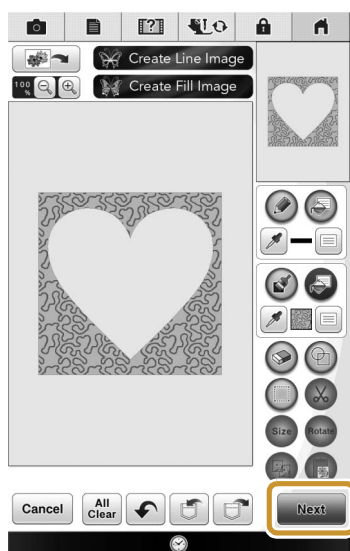 ?
Create Line Image
100
%
Create Fill Image
Size Rotate
Cancel
All
Clear
Next